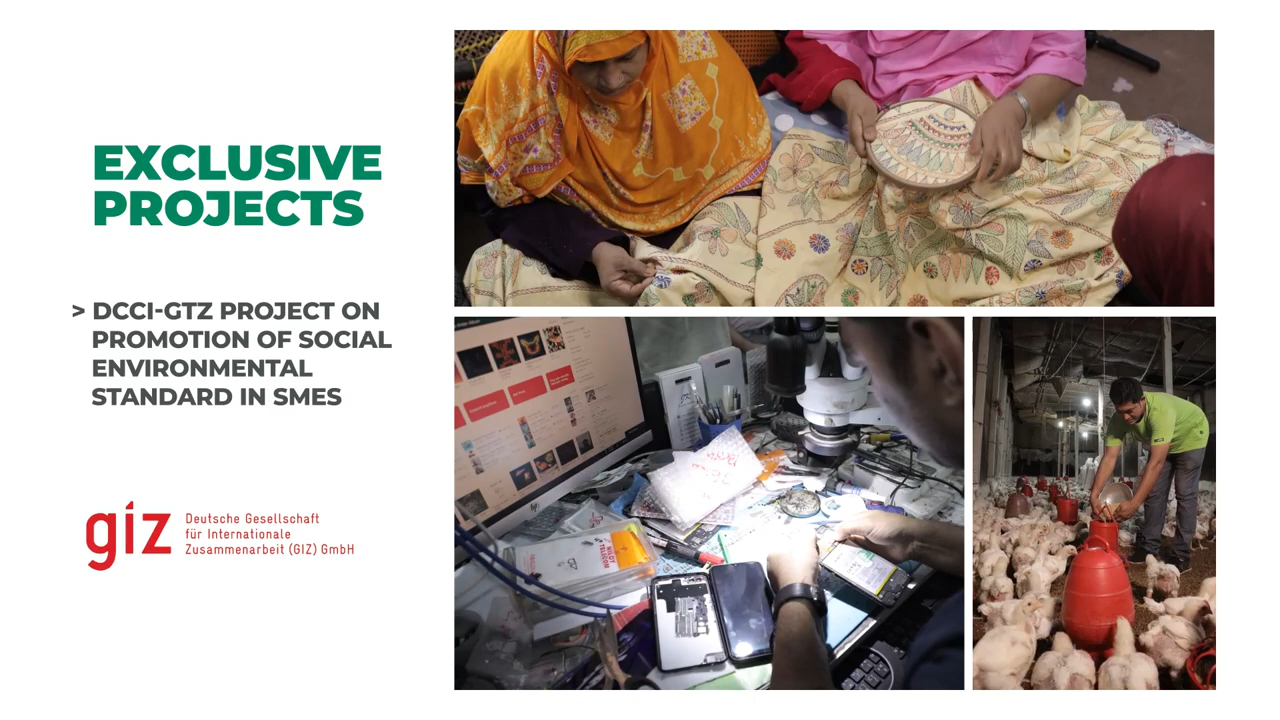 EXCLUSIVE
PROJECTS
> DCCI-GTZ PROJECT ON
PROMOTION OF SOCIAL
ENVIRONMENTAL
STANDARD IN SMES
giz
Deutsche Gesellschaft
für Internationale
Zusammenarbeit (GIZ) GmbH